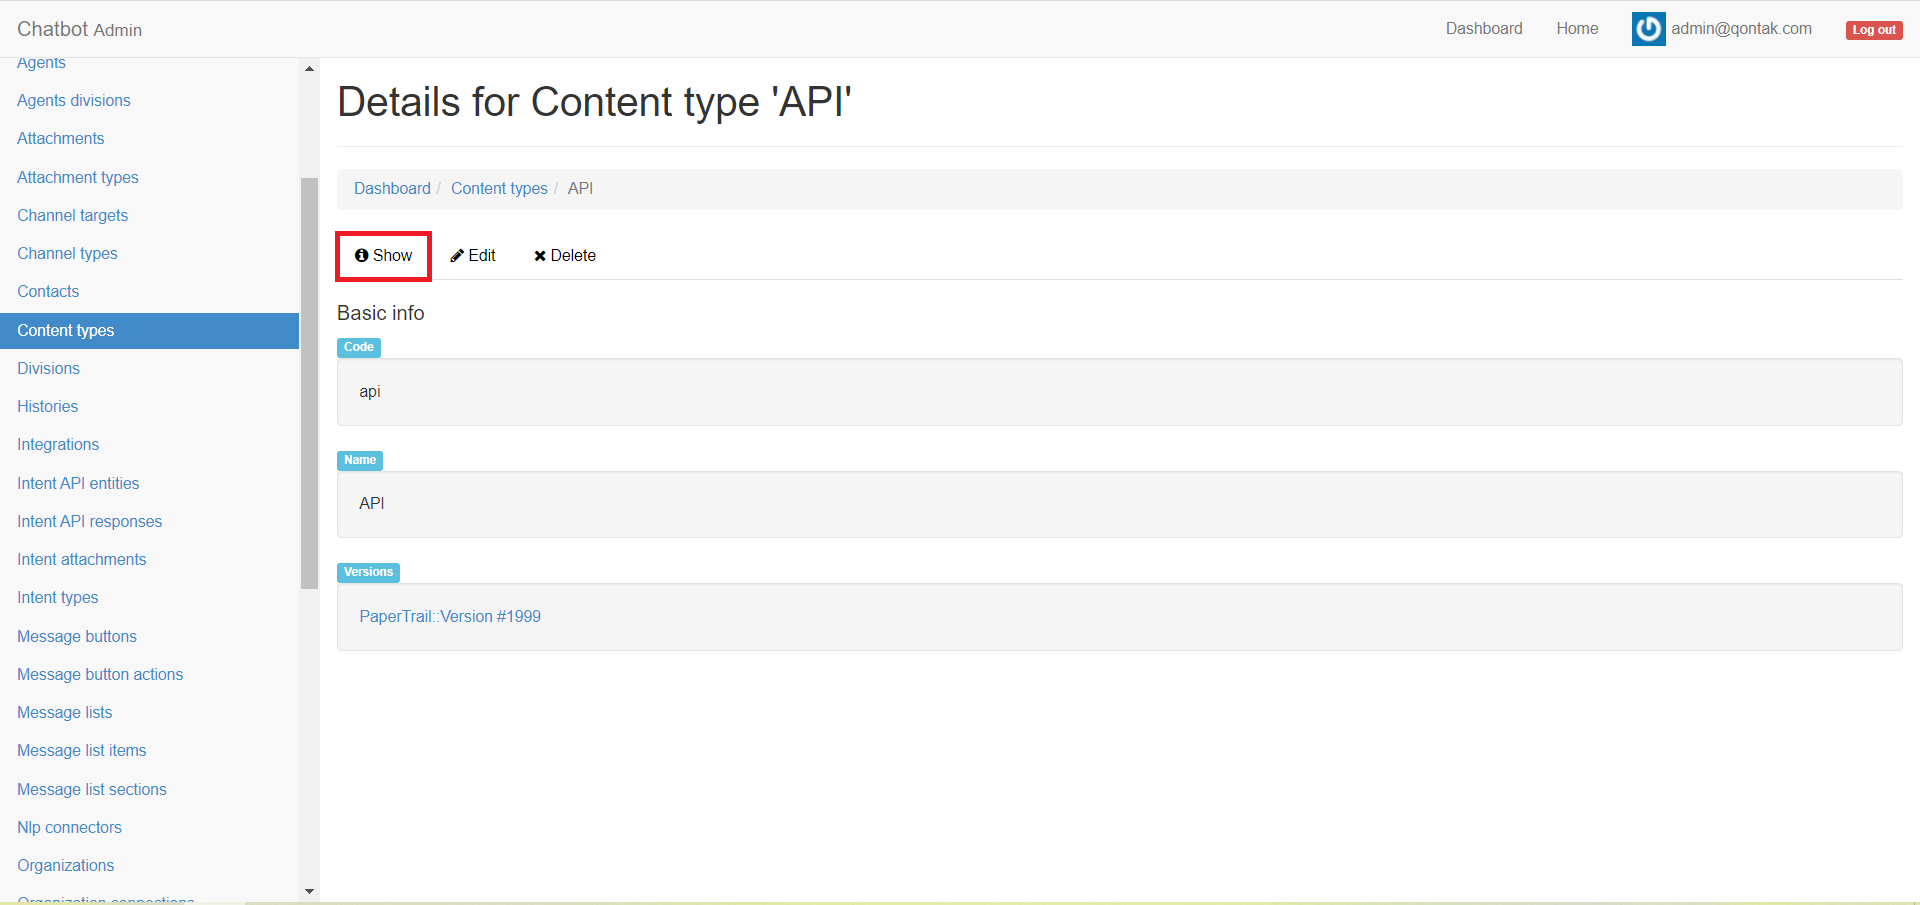 Chatbot Admin
Dashboard
Home
admin@qontak.com
Log out
Agents
Agents divisions
Attachments
Attachment types
Channel targets
Channel types
Contacts
Content types
Divisions
Histories
Integrations
Intent API entities
Intent API responses
Intent attachments
Intent types
Message buttons
Message button actions
Message lists
Message list items
Message list sections
Nlp connectors
Organizations
Organization connections
Details for Content type 'API'
Dashboard / Content types / API
Show
Edit
Delete
Basic info
Code
api
Name
API
Versions
PaperTrail::Version #1999